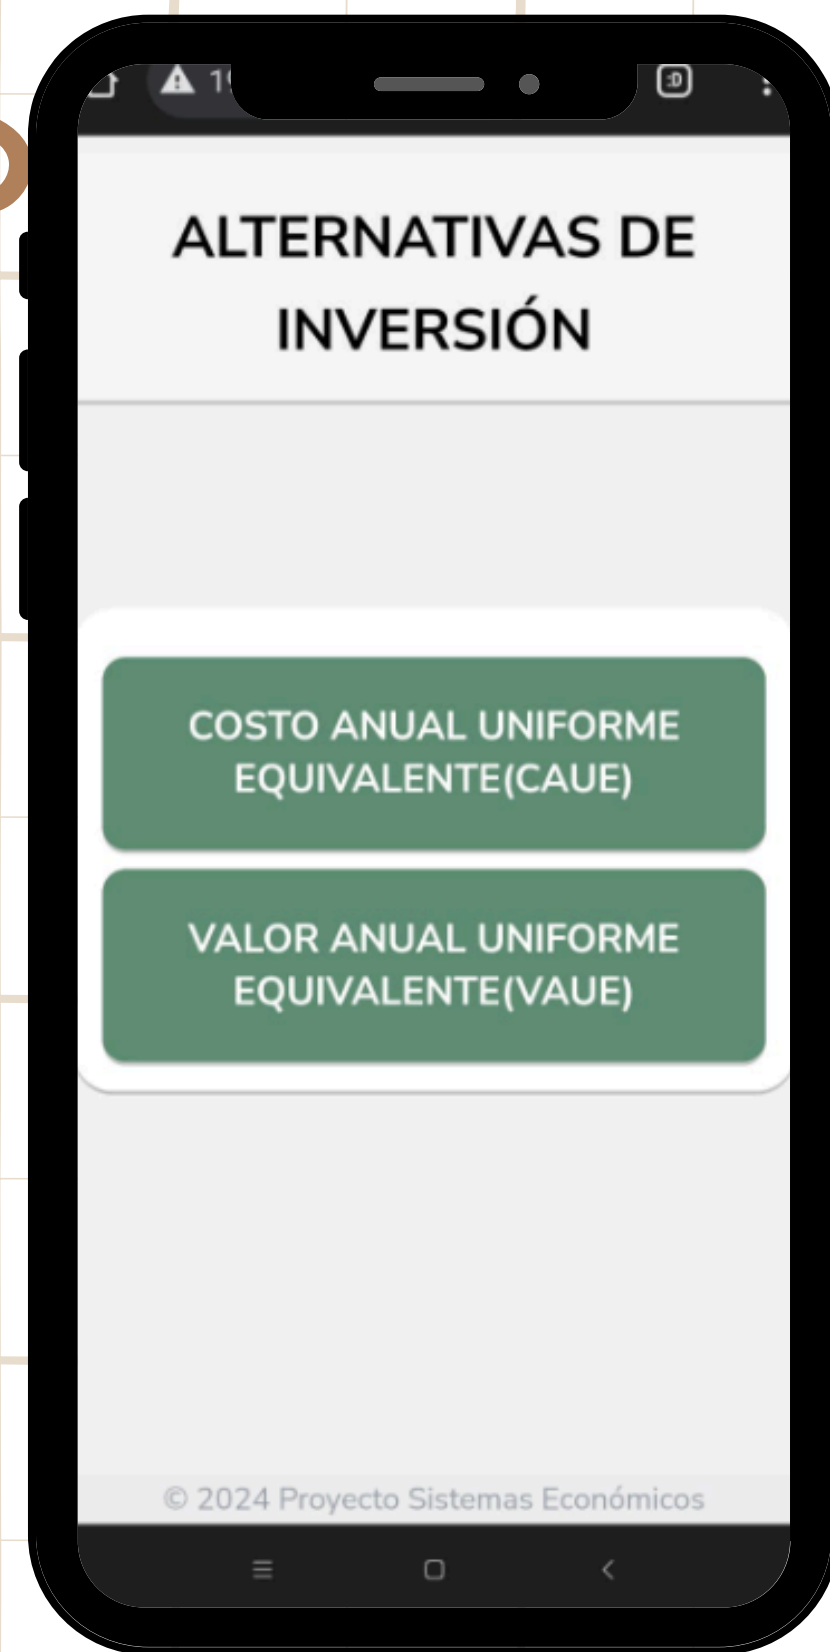 ALTERNATIVAS DE
INVERSIÓN
COSTO ANUAL UNIFORME
EQUIVALENTE(CAUE)
VALOR ANUAL UNIFORME
EQUIVALENTE(VAUE)
© 2024 Proyecto Sistemas Económicos